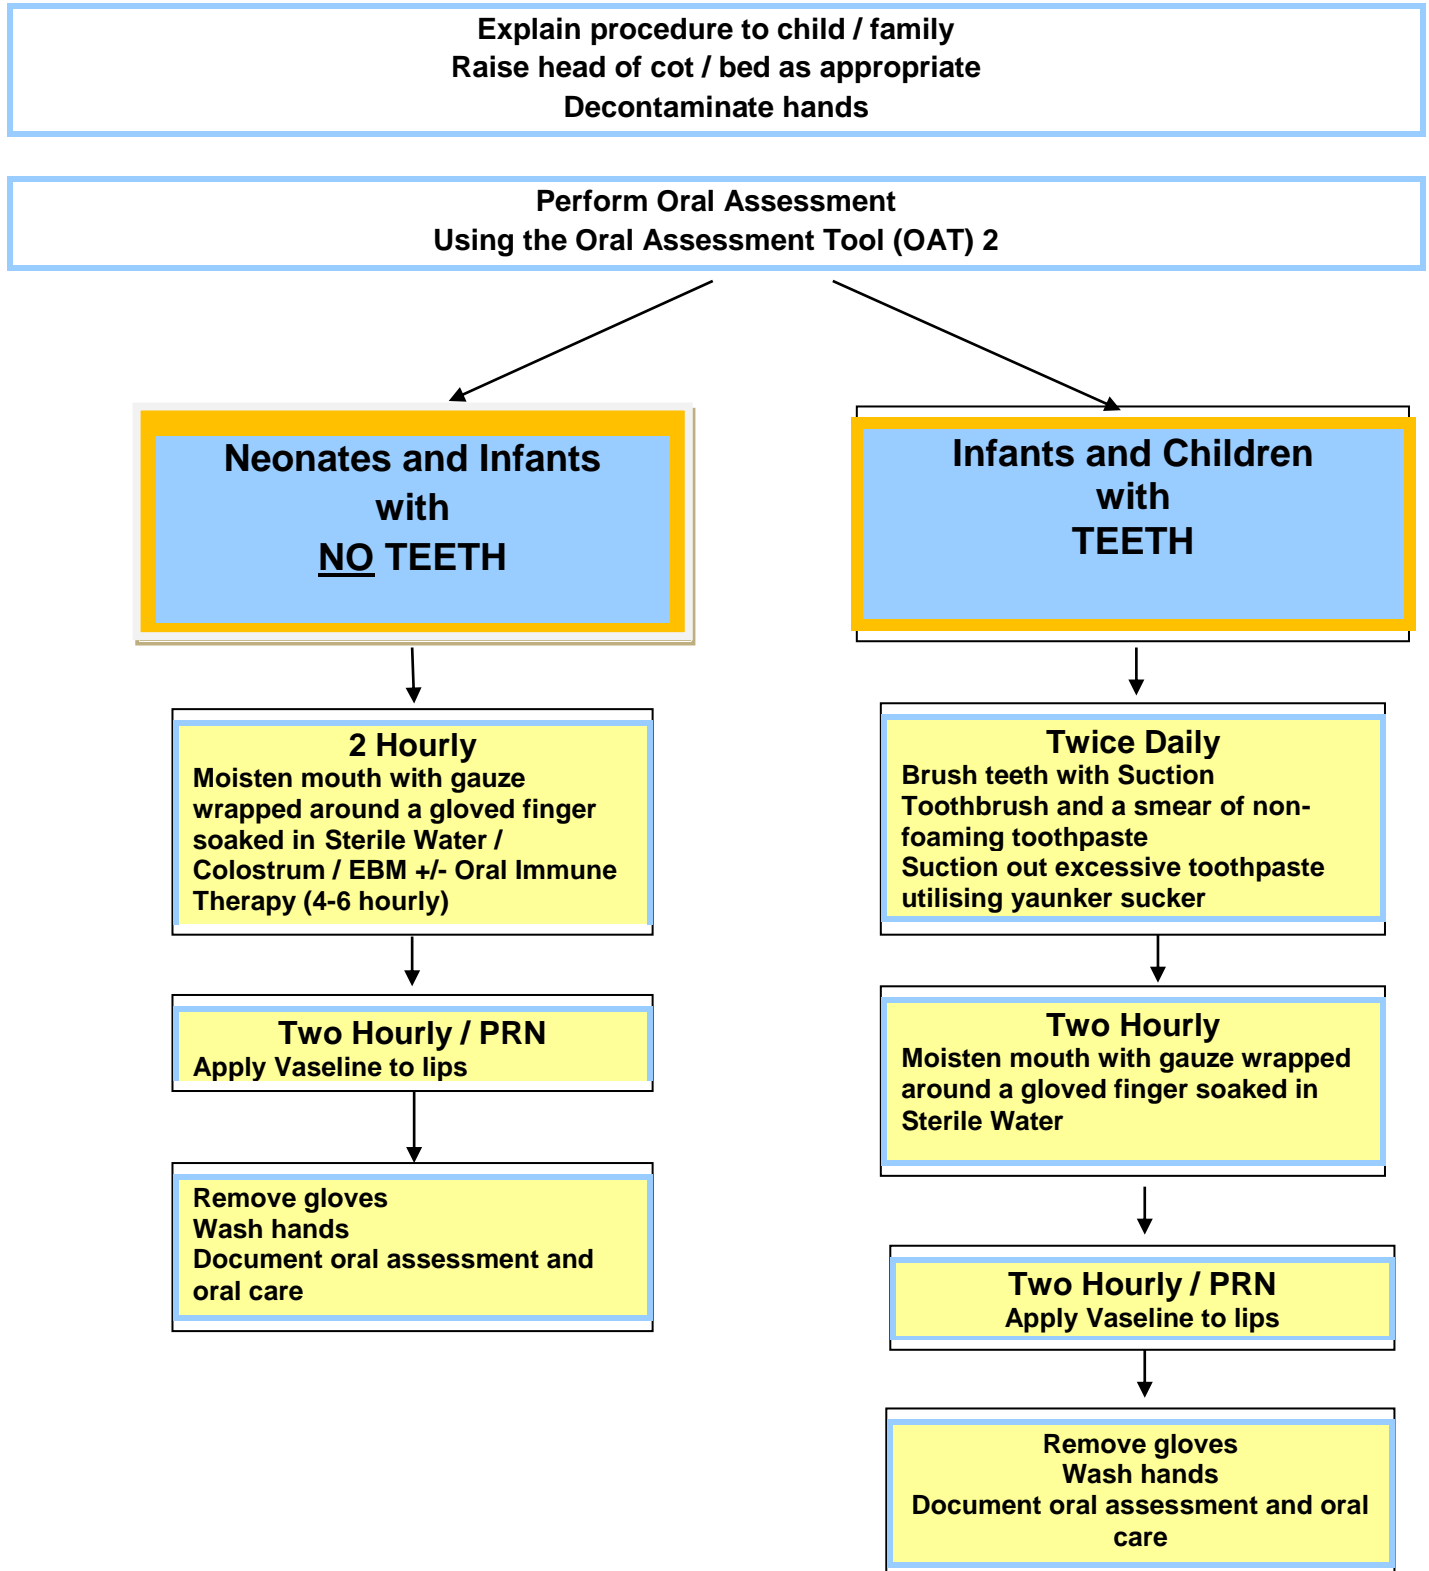 Explain procedure to child / family
Raise head of cot / bed as appropriate
Decontaminate hands
Perform Oral Assessment
Using the Oral Assessment Tool (OAT) 2
Neonates and Infants
with
NO TEETH
2 Hourly
Moisten mouth with gauze
wrapped around a gloved finger
soaked in Sterile Water /
Colostrum / EBM +/- Oral Immune
Therapy (4-6 hourly)
Two Hourly / PRN
Apply Vaseline to lips
Remove gloves
Wash hands
Document oral assessment and
oral care
Infants and Children
with
TEETH
Twice Daily
Brush teeth with Suction
Toothbrush and a smear of non-
foaming toothpaste
Suction out excessive toothpaste
utilising yaunker sucker
Two Hourly
Moisten mouth with gauze wrapped
around a gloved finger soaked in
Sterile Water
Two Hourly / PRN
Apply Vaseline to lips
Remove gloves
Wash hands
Document oral assessment and oral
care